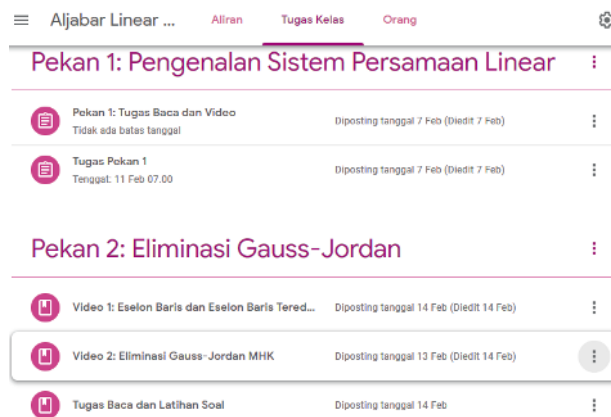 Aljabar Linear ... Aliran Tugas Kelas Orang
Pekan 1: Pengenalan Sistem Persamaan Linear
Pekan 1: Tugas Baca dan Video Diposting tanggal 7 Feb (Diedit 7 Feb)
Tidak ada batas tanggal
Tugas Pekan 1 Diposting tanggal 7 Feb (Diedit 7 Feb)
Tenggat: 11 Feb 07.00
Pekan 2: Eliminasi Gauss-Jordan
Video 1: Eselon Baris dan Eselon Baris Tered... Diposting tanggal 14 Feb (Diedit 14 Feb)
Video 2: Eliminasi Gauss-Jordan MHK Diposting tanggal 13 Feb (Diedit 14 Feb)
Tugas Baca dan Latihan Soal Diposting tanggal 14 Feb